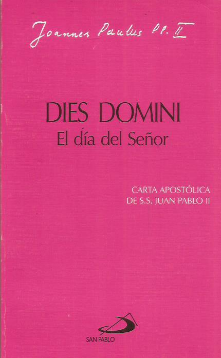 Joannes Paulus PP. II
DIES DOMINI
El día del Señor
CARTA APOSTÓLICA
DE S.S. JUAN PABLO II
SAN PABLO